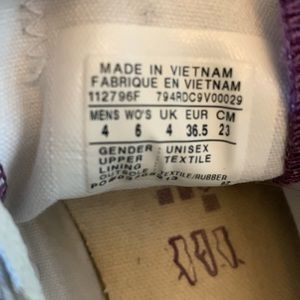 MADE IN VIETNAM
FABRIQUE EN VIETNAM
112796F 794RDC9V00029
MENS WO'S UK EUR CM
4 6 4 36.5 23
GENDER : UNISEX
UPPER : TEXTILE
LINING
OUTSOLE : TEXTILE/RUBBER